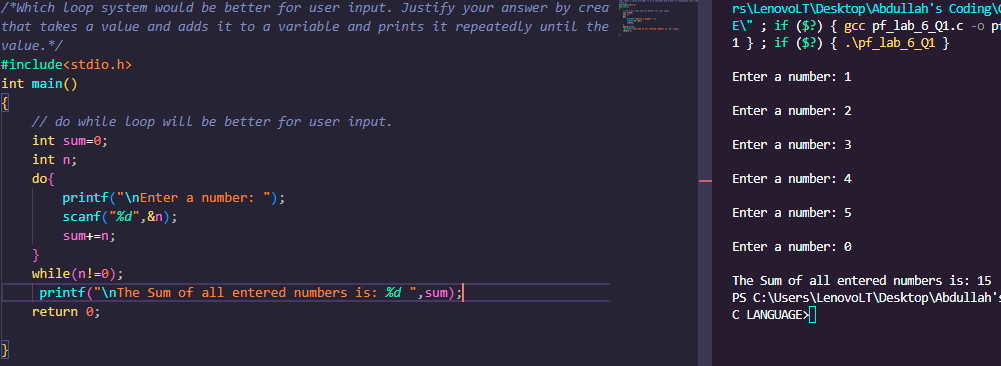 /*Which loop system would be better for user input. Justify your answer by crea
that takes a value and adds it to a variable and prints it repeatedly until the
value.*/
#include<stdio.h>
int main()
{
// do while loop will be better for user input.
int sum=0;
int n;
do{
printf("\nEnter a number: ");
scanf("%d",&n);
sum+=n;
}
while(n!=0);
printf("\nThe Sum of all entered numbers is: %d ",sum);
return 0;
}
rs\LenovoLT\Desktop\Abdullah's Coding\C
E\" ; if ($?) { gcc pf_lab_6_Q1.c -o pf
1 } ; if ($?) { .\pf_lab_6_Q1 }
Enter a number: 1
Enter a number: 2
Enter a number: 3
Enter a number: 4
Enter a number: 5
Enter a number: 0
The Sum of all entered numbers is: 15
PS C:\Users\LenovoLT\Desktop\Abdullah's
C LANGUAGE>